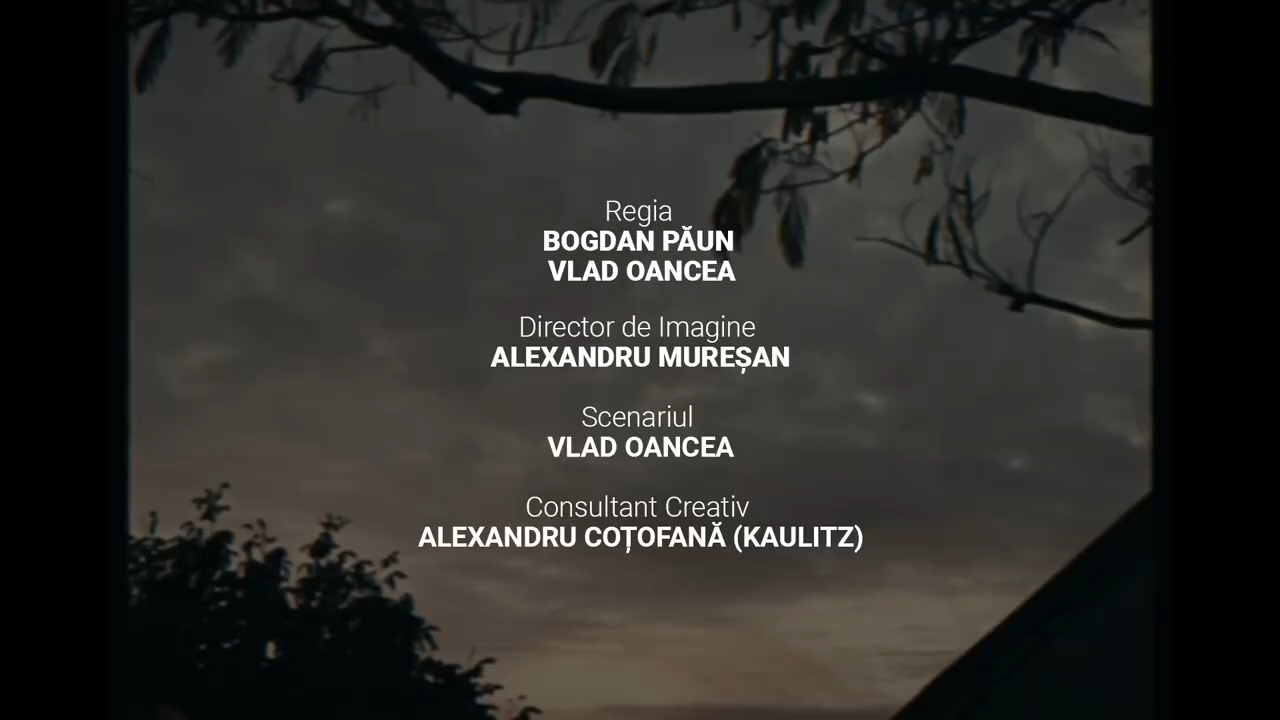 Regia
BOGDAN PĂUN
VLAD OANCEA
Director de Imagine
ALEXANDRU MUREȘAN
Scenariul
VLAD OANCEA
Consultant Creativ
ALEXANDRU COȚOFANĂ (KAULITZ)